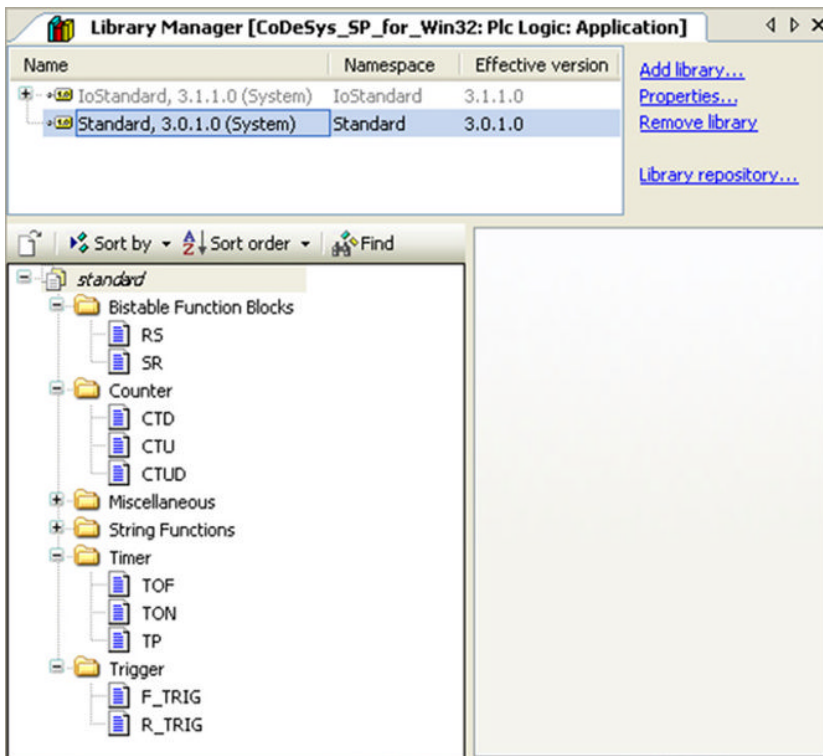 Library Manager [CoDeSys_SP_for_Win32: Plc Logic: Application]
Name Namespace Effective version
IoStandard, 3.1.1.0 (System) IoStandard 3.1.1.0
Standard, 3.0.1.0 (System) Standard 3.0.1.0
Add library...
Properties...
Remove library
Library repository...
Sort by Sort order Find
standard
Bistable Function Blocks
RS
SR
Counter
CTD
CTU
CTUD
Miscellaneous
String Functions
Timer
TOF
TON
TP
Trigger
F_TRIG
R_TRIG